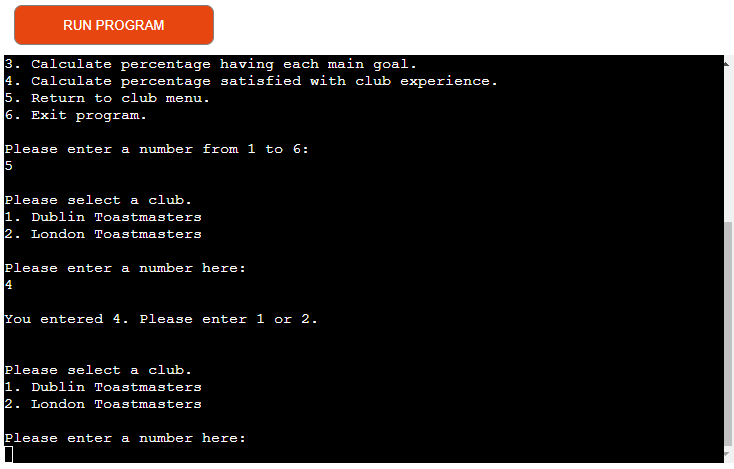 RUN PROGRAM
3. Calculate percentage having each main goal.
4. Calculate percentage satisfied with club experience.
5. Return to club menu.
6. Exit program.
Please enter a number from 1 to 6:
5
Please select a club.
1. Dublin Toastmasters
2. London Toastmasters
Please enter a number here:
4
You entered 4. Please enter 1 or 2.
Please select a club.
1. Dublin Toastmasters
2. London Toastmasters
Please enter a number here: